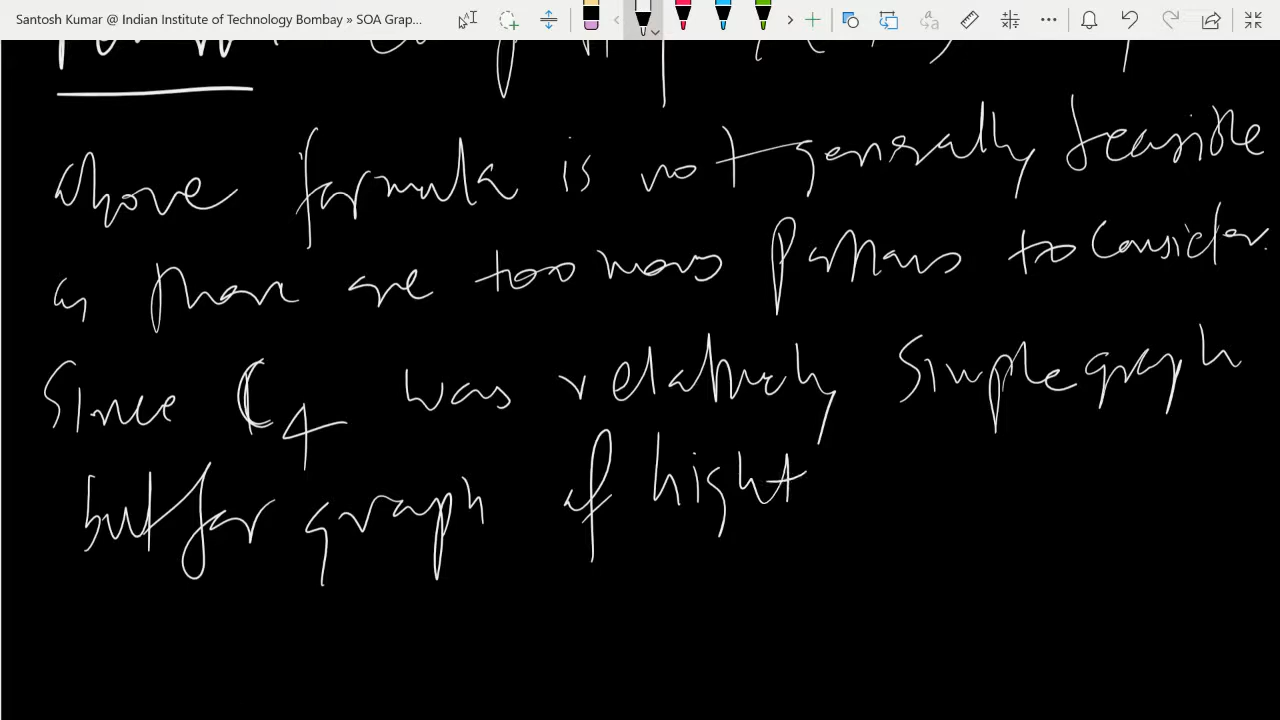 Santosh Kumar @ Indian Institute of Technology Bombay » SOA Grap...
above formula is not generally feasible
as there are too many patterns to consider.
Since C4 was relatively simple graph
but for graph of hight